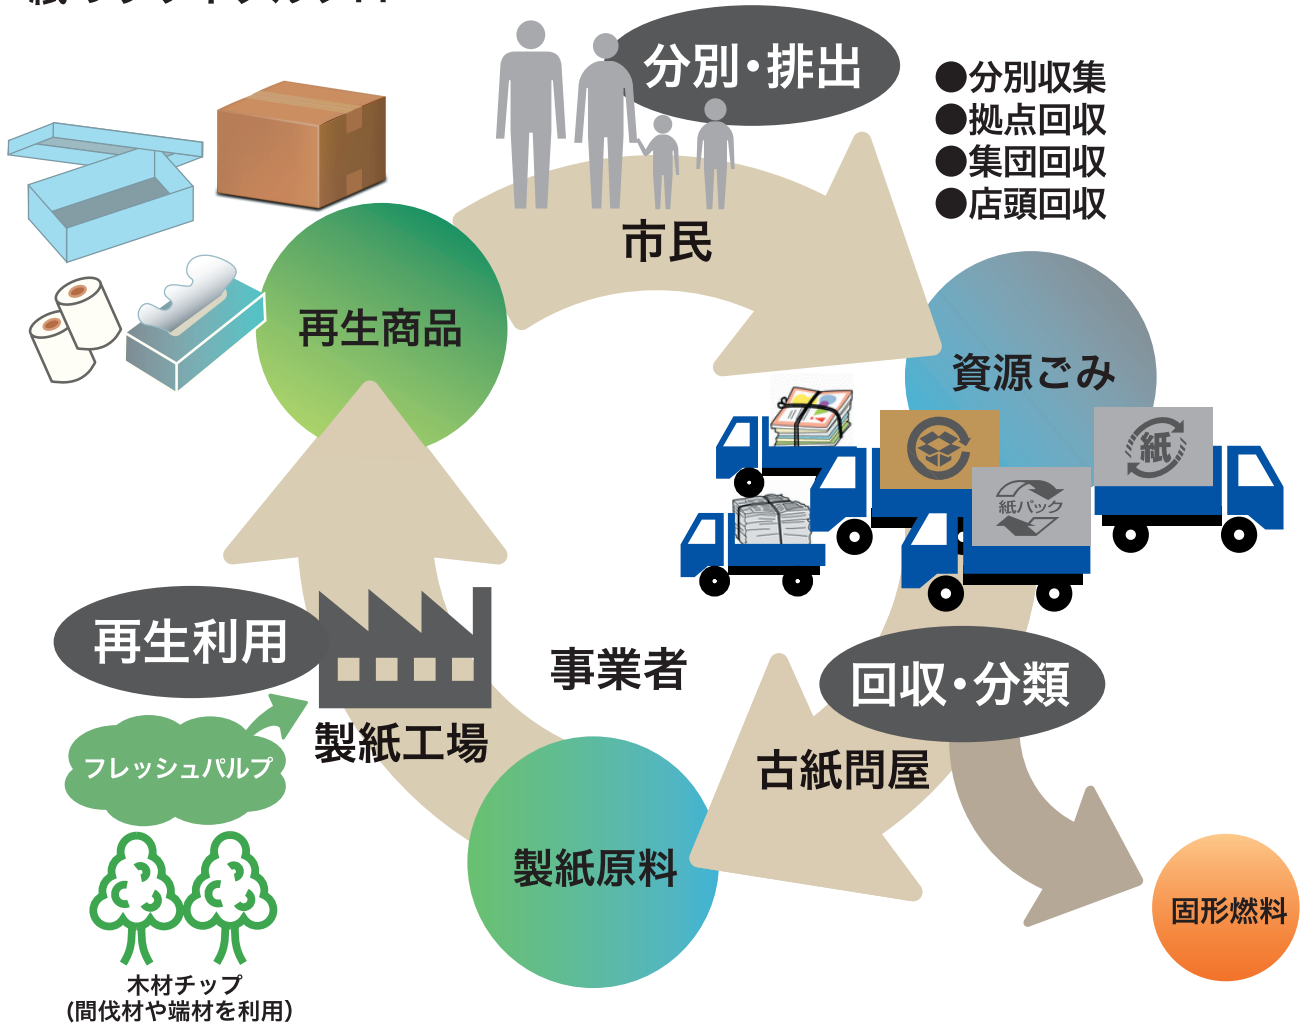 分別・排出
●分別収集
●拠点回収
●集団回収
●店頭回収
市民
再生商品
資源ごみ
紙
紙パック
再生利用
事業者
回収・分類
製紙工場
古紙問屋
フレッシュパルプ
製紙原料
固形燃料
木材チップ
(間伐材や端材を利用)